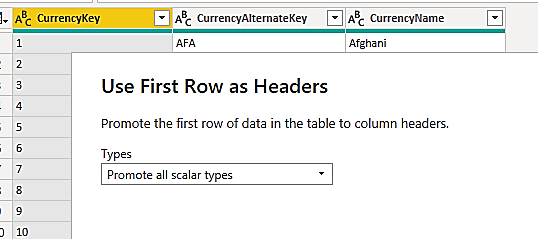 ABC CurrencyKey ABC CurrencyAlternateKey ABC CurrencyName
1 AFA Afghani
2
3
4
5
6
7
8
9
10 10
Use First Row as Headers
Promote the first row of data in the table to column headers.
Types
Promote all scalar types